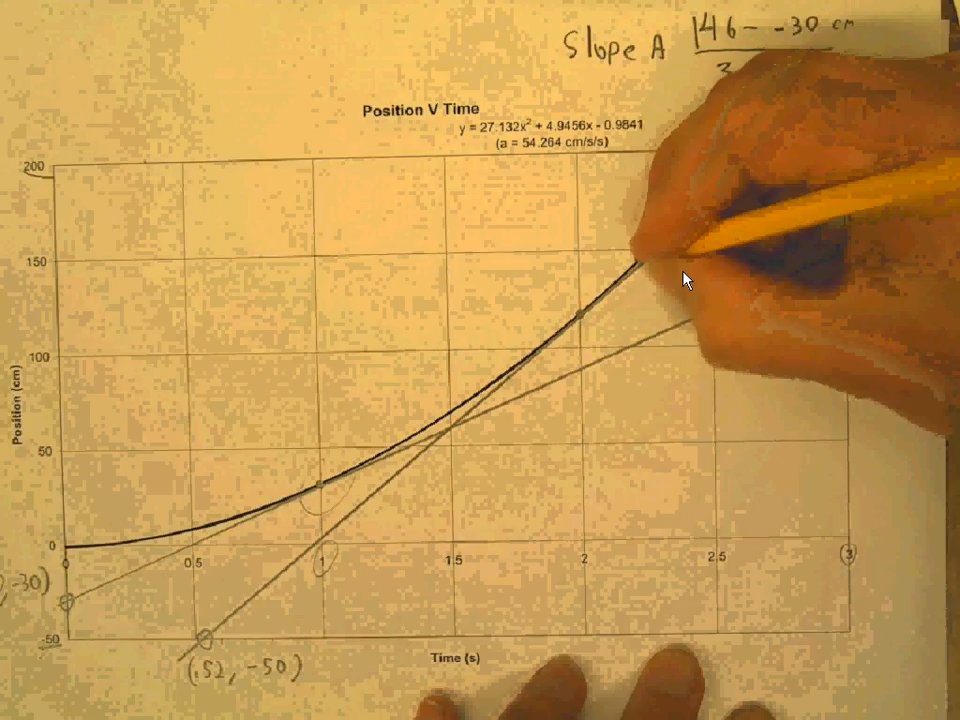 Slope A 146 - -30 cm
3
Position V Time
y = 27.132x² + 4.9456x - 0.9841
(a = 54.264 cm/s/s)
200
150
100
50
0
-50
Position (cm)
0 0.5 1 1.5 2 2.5 3
, -30)
(.52, -50)
Time (s)